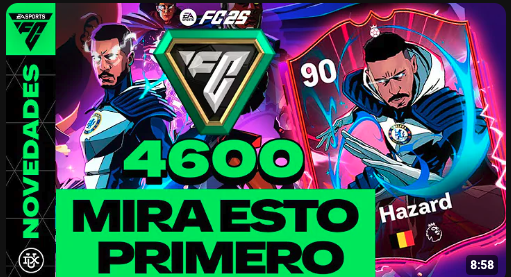 EA SPORTS
FC
NOVEDADES
EA SPORTS FC25
FC
4600
MIRA ESTO
PRIMERO
90
Hazard
8:58